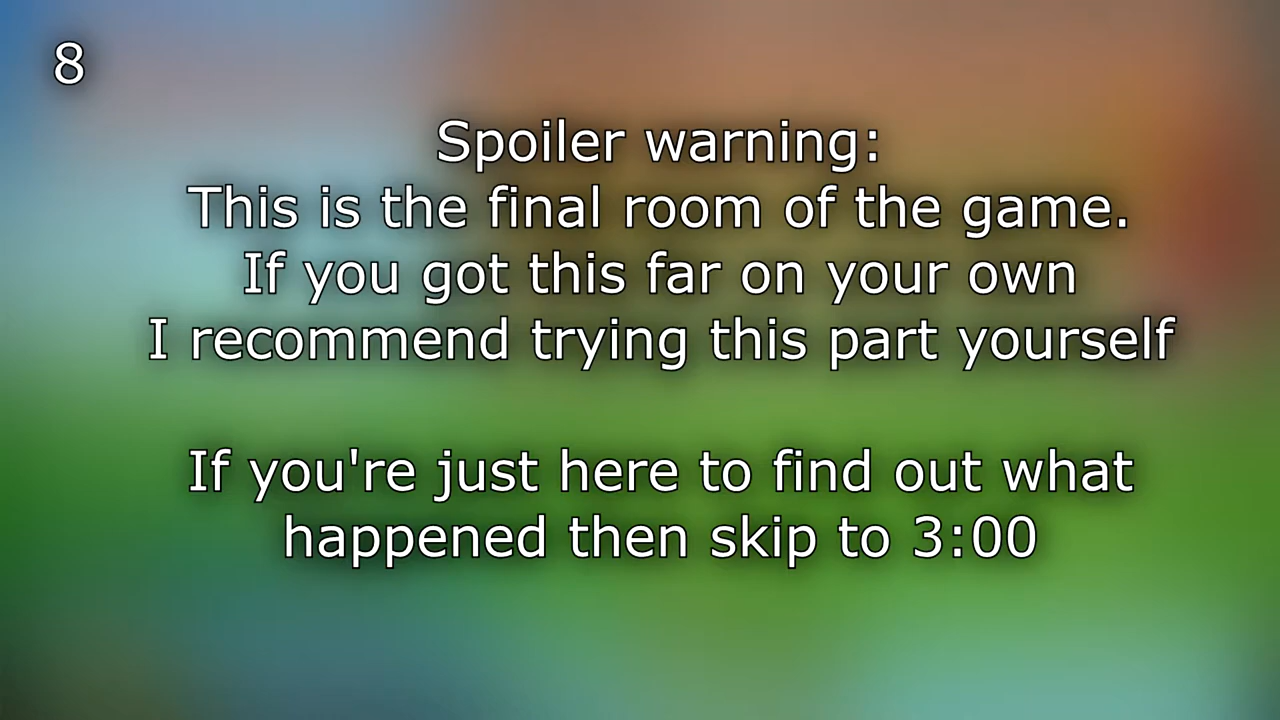 8
Spoiler warning:
This is the final room of the game.
If you got this far on your own
I recommend trying this part yourself
If you're just here to find out what
happened then skip to 3:00